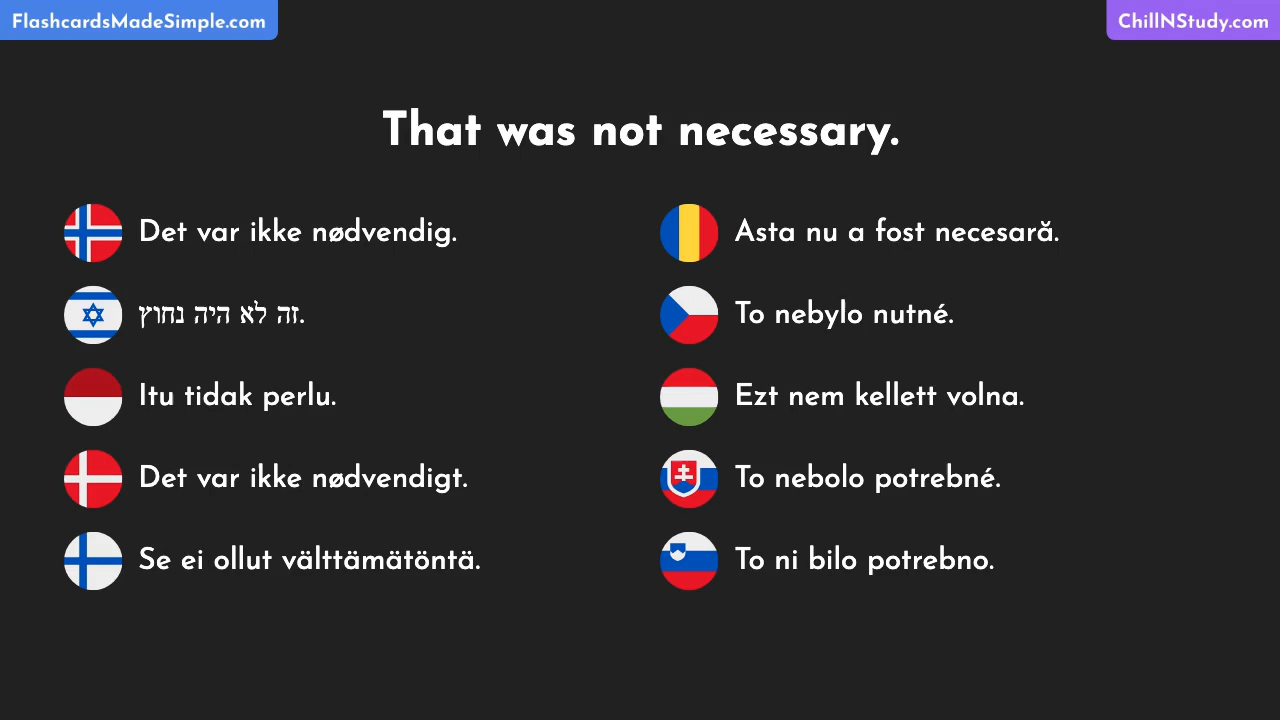 FlashcardsMadeSimple.com
ChillNStudy.com
That was not necessary.
Det var ikke nødvendig.
זה לא היה נחוץ.
Itu tidak perlu.
Det var ikke nødvendigt.
Se ei ollut välttämätöntä.
Asta nu a fost necesară.
To nebylo nutné.
Ezt nem kellett volna.
To nebolo potrebné.
To ni bilo potrebno.